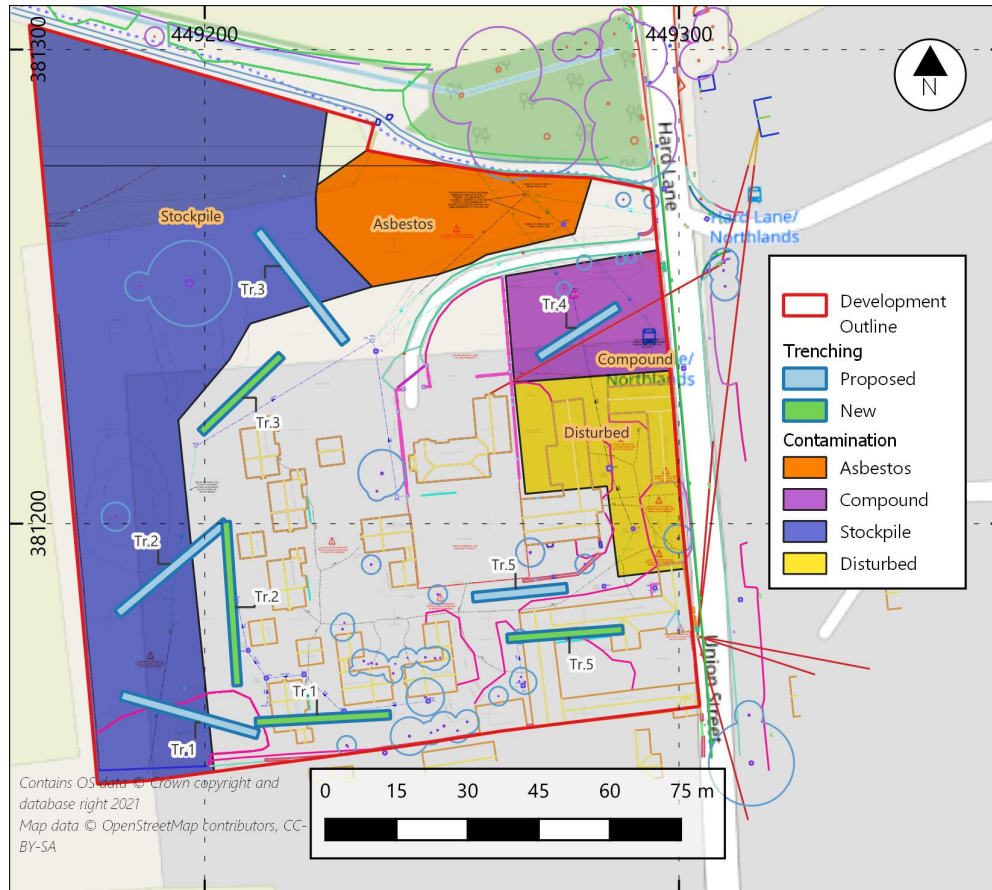 449200
449300
381300
N
Hard Lane
Stockpile
Asbestos
Hard Lane/
Northlands
Tr.3
Tr.4
Development
Outline
Trenching
Proposed
New
Contamination
Asbestos
Compound
Stockpile
Disturbed
Compound
Northlands
Tr.3
Disturbed
381200
Tr.2
Tr.5
Tr.2
Tr.5
Union Street
Tr.1
Tr.1
Contains OS data © Crown copyright and
database right 2021
Map data © OpenStreetMap contributors, CC-
BY-SA
0 15 30 45 60 75 m